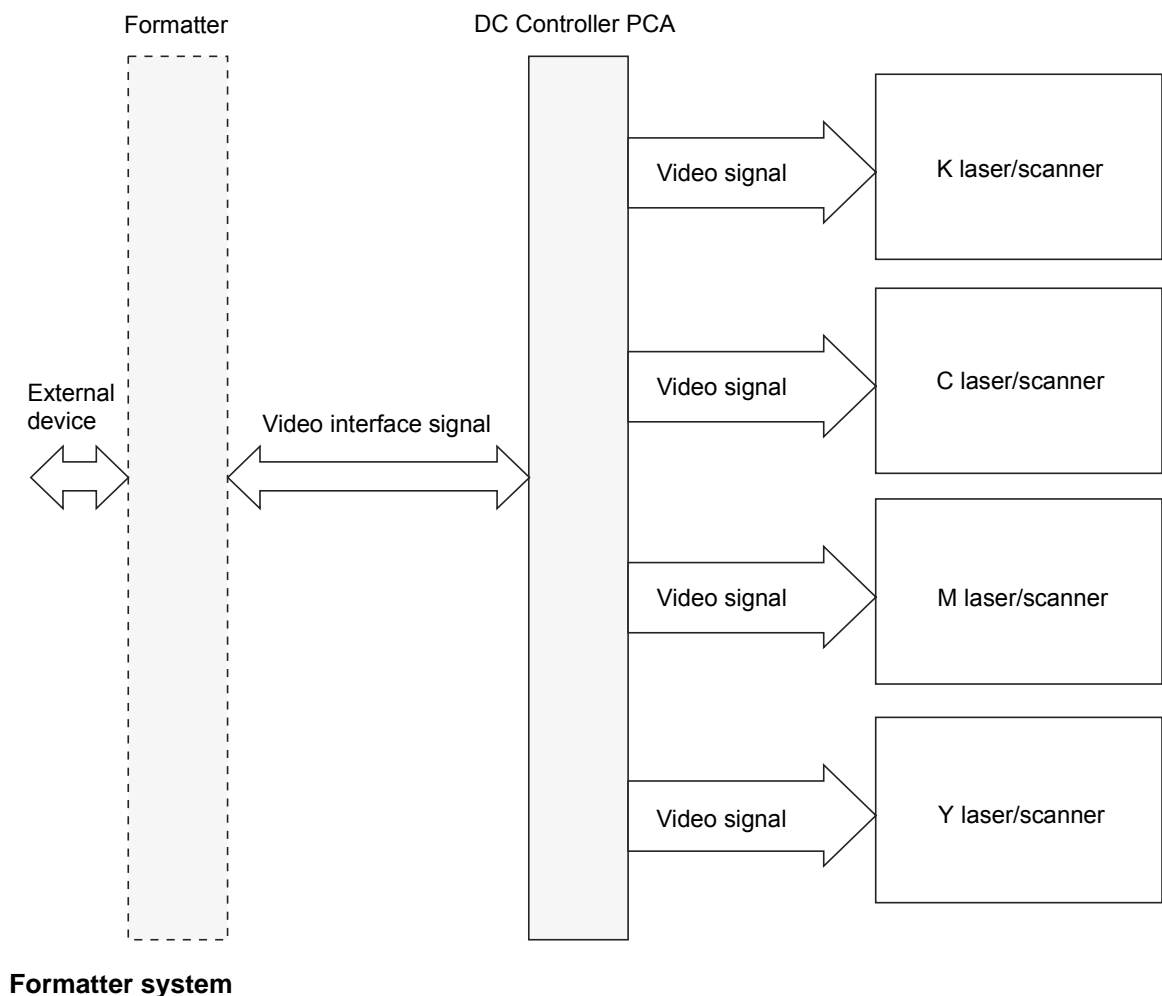 Formatter
DC Controller PCA
Video signal
K laser/scanner
Video signal
C laser/scanner
External
device
Video interface signal
Video signal
M laser/scanner
Video signal
Y laser/scanner
Formatter system